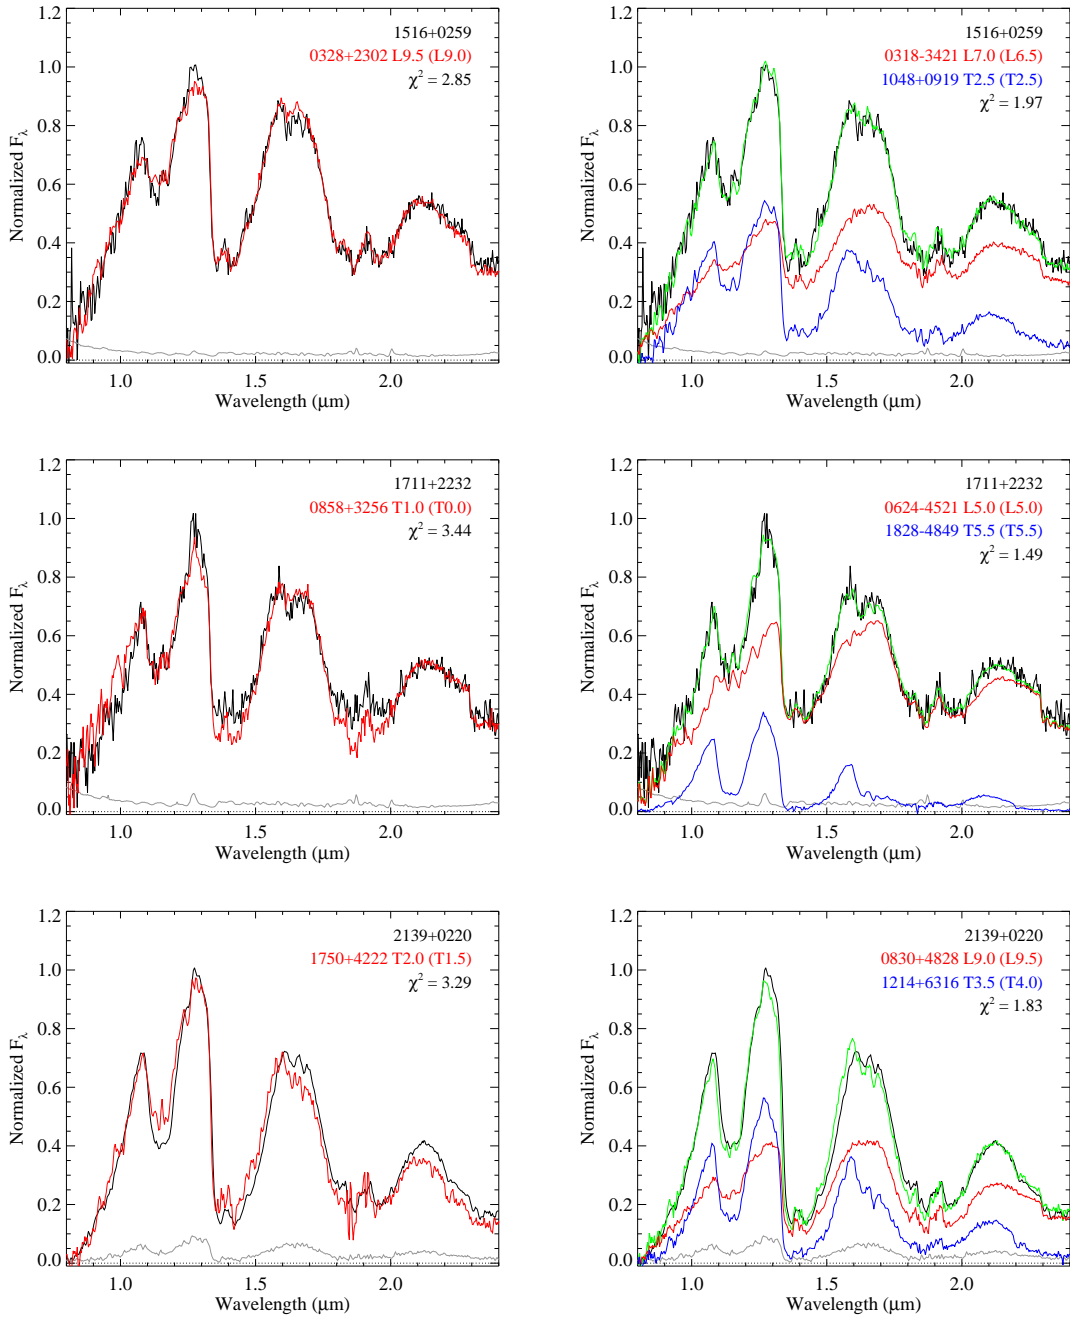 1516+0259
0328+2302 L9.5 (L9.0)
χ² = 2.85
Normalized Fλ
1.0
0.8
0.6
0.4
0.2
0.0
1.0 1.5 2.0
Wavelength (μm)
1516+0259
0318-3421 L7.0 (L6.5)
1048+0919 T2.5 (T2.5)
χ² = 1.97
Normalized Fλ
1.0
0.8
0.6
0.4
0.2
0.0
1.0 1.5 2.0
Wavelength (μm)
1711+2232
0858+3256 T1.0 (T0.0)
χ² = 3.44
Normalized Fλ
1.2
1.0
0.8
0.6
0.4
0.2
0.0
1.0 1.5 2.0
Wavelength (μm)
1711+2232
0624-4521 L5.0 (L5.0)
1828-4849 T5.5 (T5.5)
χ² = 1.49
Normalized Fλ
1.2
1.0
0.8
0.6
0.4
0.2
0.0
1.0 1.5 2.0
Wavelength (μm)
2139+0220
1750+4222 T2.0 (T1.5)
χ² = 3.29
Normalized Fλ
1.2
1.0
0.8
0.6
0.4
0.2
0.0
1.0 1.5 2.0
Wavelength (μm)
2139+0220
0830+4828 L9.0 (L9.5)
1214+6316 T3.5 (T4.0)
χ² = 1.83
Normalized Fλ
1.2
1.0
0.8
0.6
0.4
0.2
0.0
1.0 1.5 2.0
Wavelength (μm)